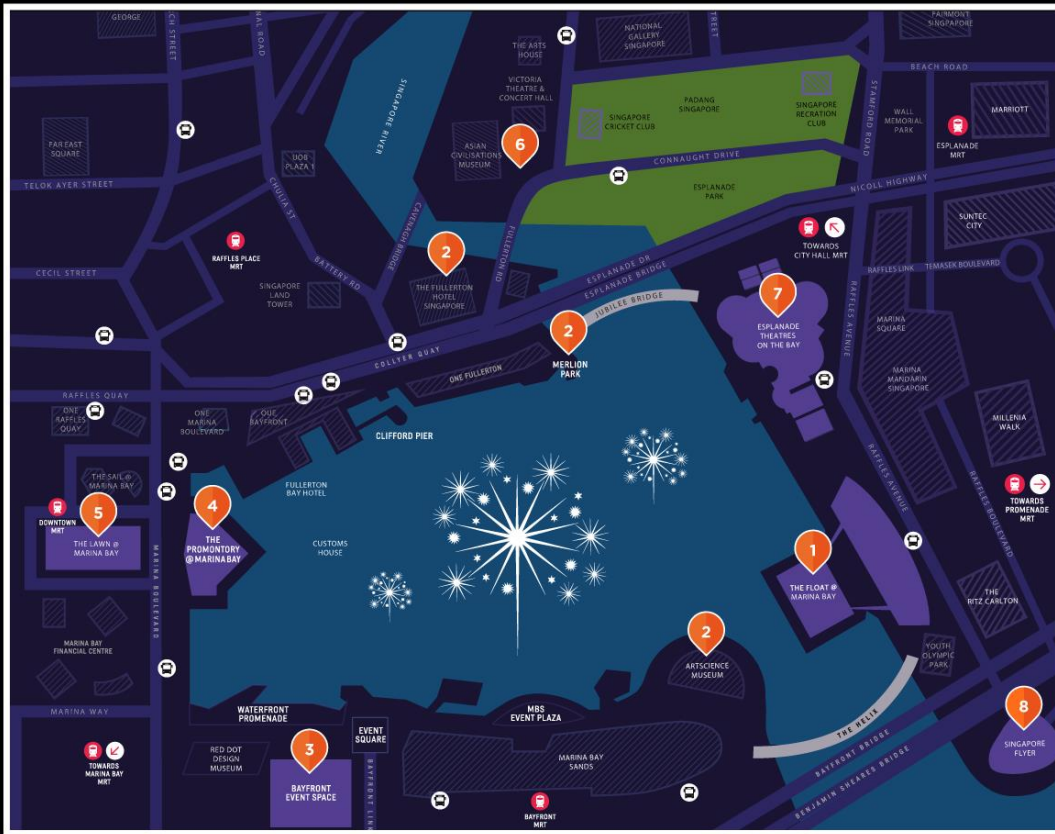 GEORGE
THE ARTS
HOUSE
NATIONAL
GALLERY
SINGAPORE
STREET
FAIRMONT
SINGAPORE
BEACH ROAD
SINGAPORE RIVER
VICTORIA
THEATRE &
CONCERT HALL
PADANG
SINGAPORE
SINGAPORE
CRICKET CLUB
SINGAPORE
RECREATION
CLUB
STAMFORD ROAD
WALL
MEMORIAL
PARK
MARRIOTT
ESPLANADE
MRT
FAR EAST
SQUARE
UOB
PLAZA 1
ASIAN
CIVILISATIONS
MUSEUM
6
CONNAUGHT DRIVE
ESPLANADE
PARK
NICOLL HIGHWAY
TELOK AYER STREET
CHULIA ST
CAVENAGH BRIDGE
FULLERTON RD
SUNTEC
CITY
RAFFLES PLACE
MRT
BATTERY RD
2
THE FULLERTON
HOTEL
SINGAPORE
ESPLANADE DR
ESPLANADE BRIDGE
TOWARDS
CITY HALL MRT
RAFFLES LINK
TEMASEK BOULEVARD
CECIL STREET
SINGAPORE
LAND
TOWER
JUBILEE BRIDGE
7
ESPLANADE
THEATRES
ON THE BAY
RAFFLES AVENUE
MARINA
SQUARE
2
MERLION
PARK
COLLYER QUAY
ONE FULLERTON
MARINA
MANDARIN
SINGAPORE
RAFFLES QUAY
ONE
RAFFLES
QUAY
ONE
MARINA
BOULEVARD
OUE
BAYFRONT
CLIFFORD PIER
MILLENIA
WALK
THE SAIL @
MARINA BAY
FULLERTON
BAY HOTEL
RAFFLES AVENUE
RAFFLES BOULEVARD
TOWARDS
PROMENADE
MRT
DOWNTOWN
MRT
5
THE LAWN @
MARINA BAY
4
THE
PROMONTORY
@ MARINA BAY
CUSTOMS
HOUSE
1
THE FLOAT @
MARINA BAY
THE
RITZ CARLTON
MARINA BOULEVARD
MARINA BAY
FINANCIAL CENTRE
2
ARTSCIENCE
MUSEUM
YOUTH
OLYMPIC
PARK
MARINA WAY
WATERFRONT
PROMENADE
MBS
EVENT PLAZA
THE HELIX
8
SINGAPORE
FLYER
TOWARDS
MARINA BAY
MRT
RED DOT
DESIGN
MUSEUM
3
BAYFRONT
EVENT SPACE
EVENT
SQUARE
BAYFRONT LINK
MARINA BAY
SANDS
BAYFRONT
MRT
BAYFRONT BRIDGE
BENJAMIN SHEARES BRIDGE